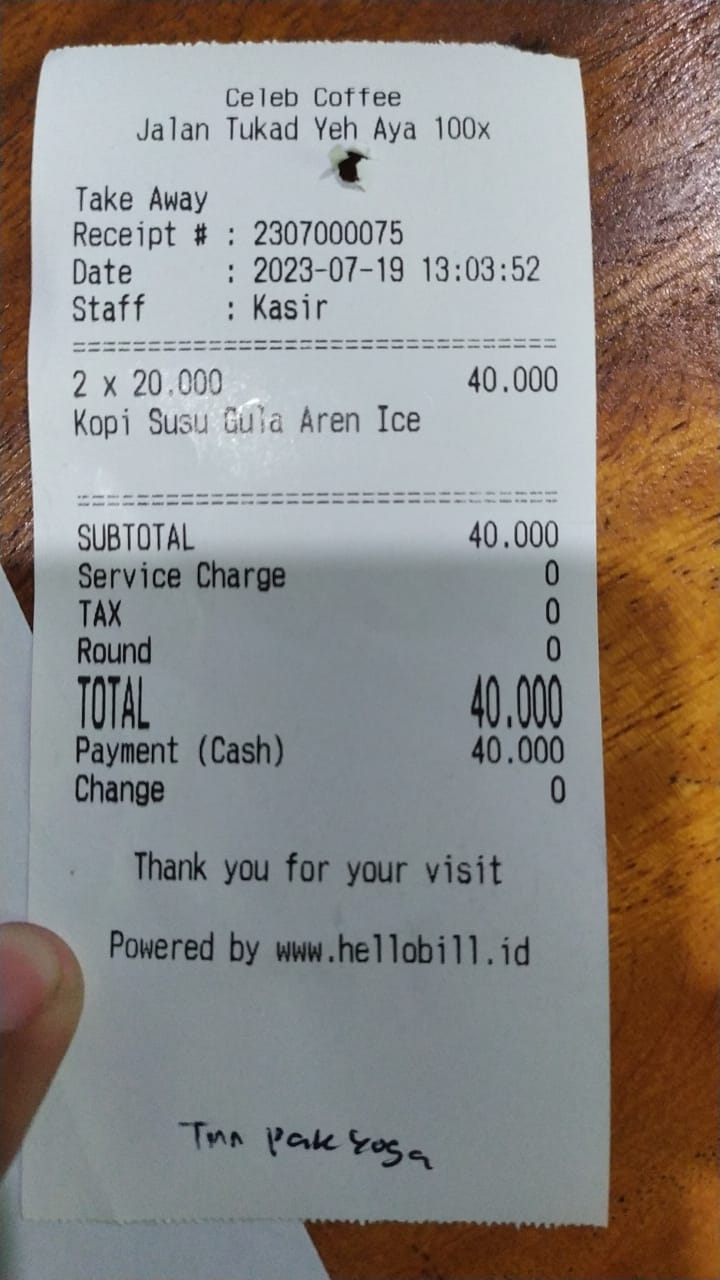 Celeb Coffee
Jalan Tukad Yeh Aya 100x
Take Away
Receipt # : 2307000075
Date : 2023-07-19 13:03:52
Staff : Kasir
================================
2 x 20.000 40.000
Kopi Susu Gula Aren Ice
================================
SUBTOTAL 40.000
Service Charge 0
TAX 0
Round 0
TOTAL 40.000
Payment (Cash) 40.000
Change 0
Thank you for your visit
Powered by www.hellobill.id
pak Yoga